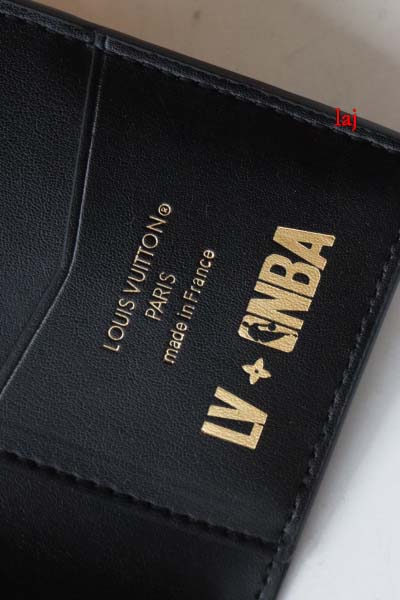 laj
LOUIS VUITTON®
PARIS
made in France
LV NBA